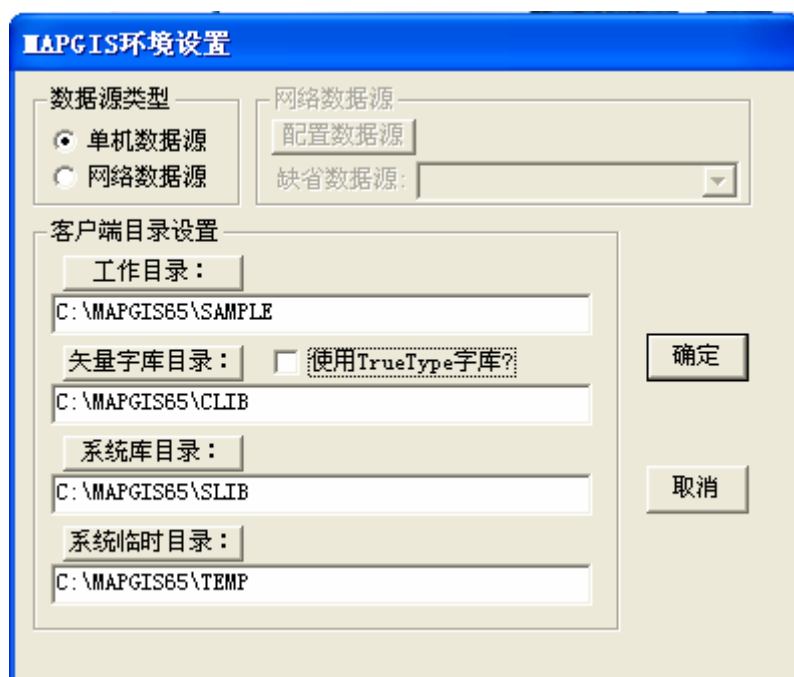 MAPGIS环境设置
数据源类型
单机数据源
网络数据源
网络数据源
配置数据源
缺省数据源:
客户端目录设置
工作目录：
C:\MAPGIS65\SAMPLE
矢量字库目录： 使用TrueType字库?
C:\MAPGIS65\CLIB
系统库目录：
C:\MAPGIS65\SLIB
系统临时目录：
C:\MAPGIS65\TEMP
确定
取消